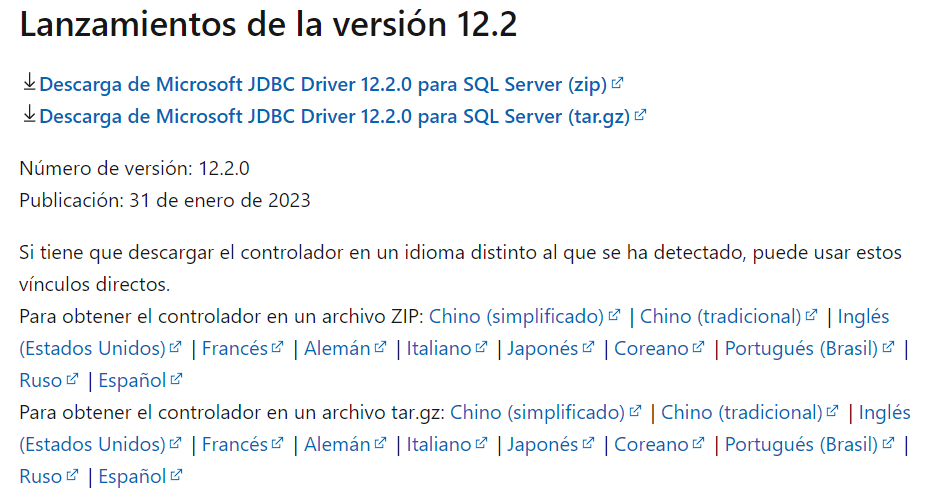 Lanzamientos de la versión 12.2
Descarga de Microsoft JDBC Driver 12.2.0 para SQL Server (zip)
Descarga de Microsoft JDBC Driver 12.2.0 para SQL Server (tar.gz)
Número de versión: 12.2.0
Publicación: 31 de enero de 2023
Si tiene que descargar el controlador en un idioma distinto al que se ha detectado, puede usar estos
vínculos directos.
Para obtener el controlador en un archivo ZIP: Chino (simplificado) | Chino (tradicional) | Inglés
(Estados Unidos) | Francés | Alemán | Italiano | Japonés | Coreano | Portugués (Brasil) |
Ruso | Español
Para obtener el controlador en un archivo tar.gz: Chino (simplificado) | Chino (tradicional) | Inglés
(Estados Unidos) | Francés | Alemán | Italiano | Japonés | Coreano | Portugués (Brasil) |
Ruso | Español